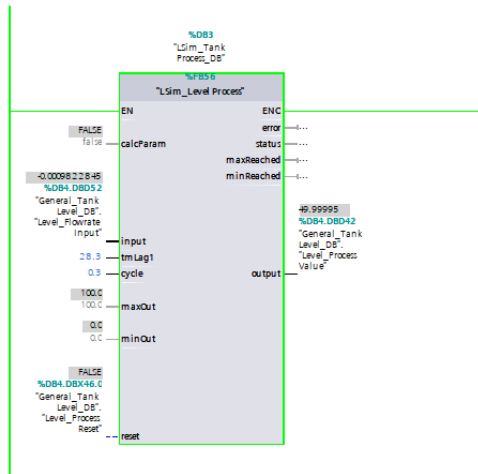 %DB3
"LSim_Tank
Process_DB"
%FB56
"LSim_Level Process"
EN
ENO
error
...
FALSE
false
calcParam
status
...
maxReached
...
minReached
...
-0.000982284
%DB4.DBD52
"General_Tank
Level_DB".
"Level_Flowrate
Input"
input
49.99995
%DB4.DBD42
"General_Tank
Level_DB".
"Level_Process
Value"
output
28.3
tmLag1
0.3
cycle
100.0
100.0
maxOut
0.0
0.0
minOut
FALSE
%DB4.DBX46.0
"General_Tank
Level_DB".
"Level_Process
Reset"
reset